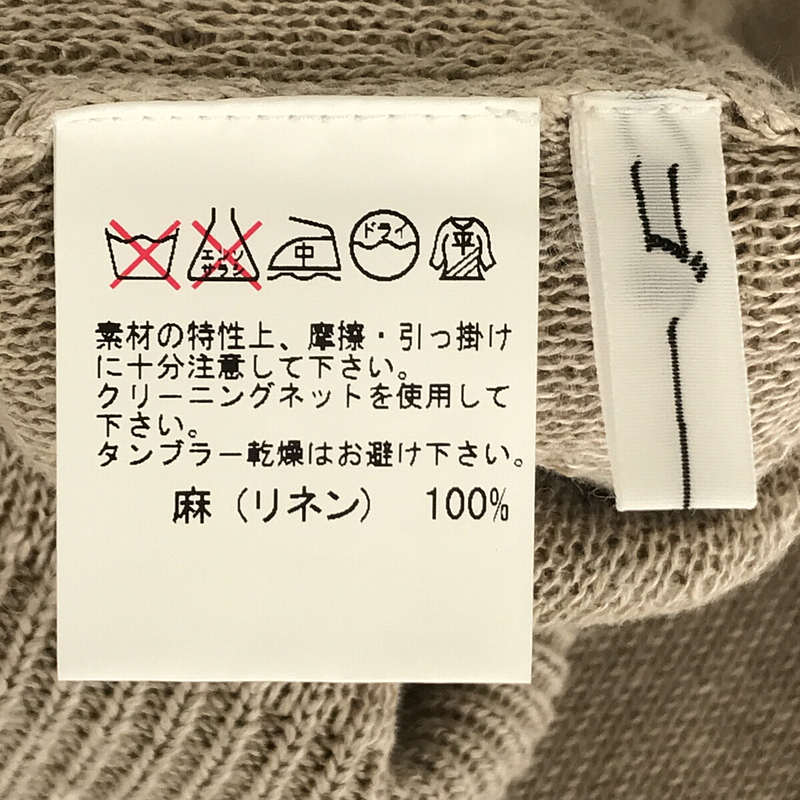 エンソ
サラシ
中
ドライ
平
素材の特性上、摩擦・引っ掛け
に十分注意して下さい。
クリーニングネットを使用して
下さい。
タンブラー乾燥はお避け下さい。
麻（リネン） 100%